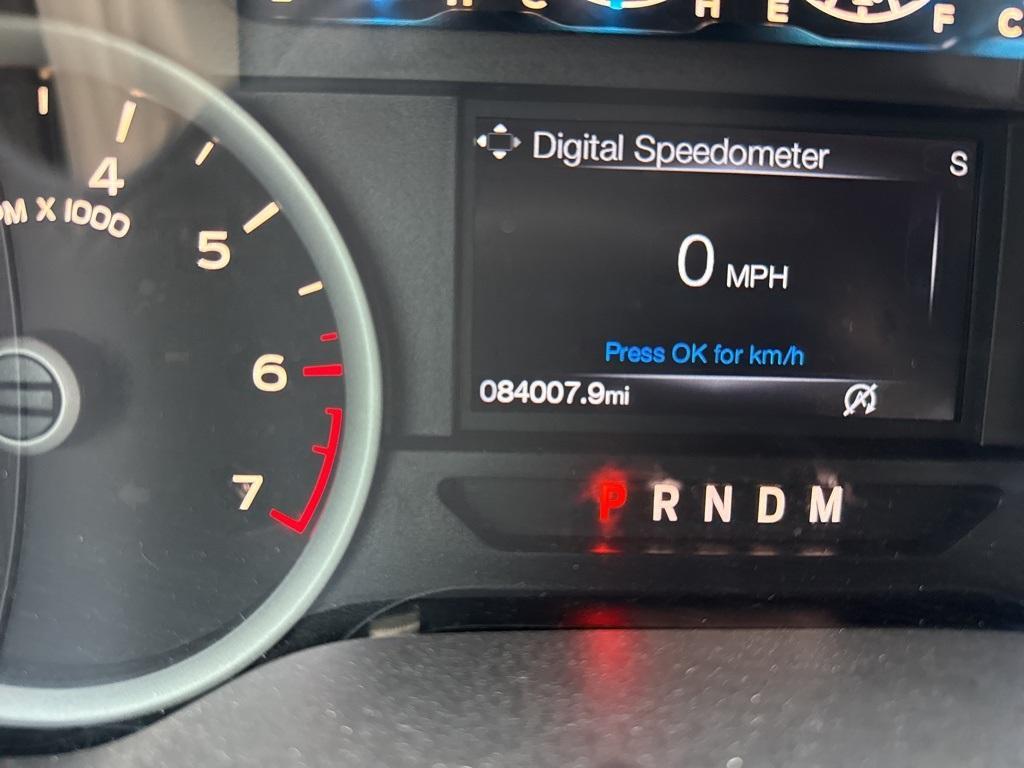 H C H E F C
4
PM X 1000
5
6
7
Digital Speedometer
S
0 MPH
Press OK for km/h
084007.9mi
P R N D M